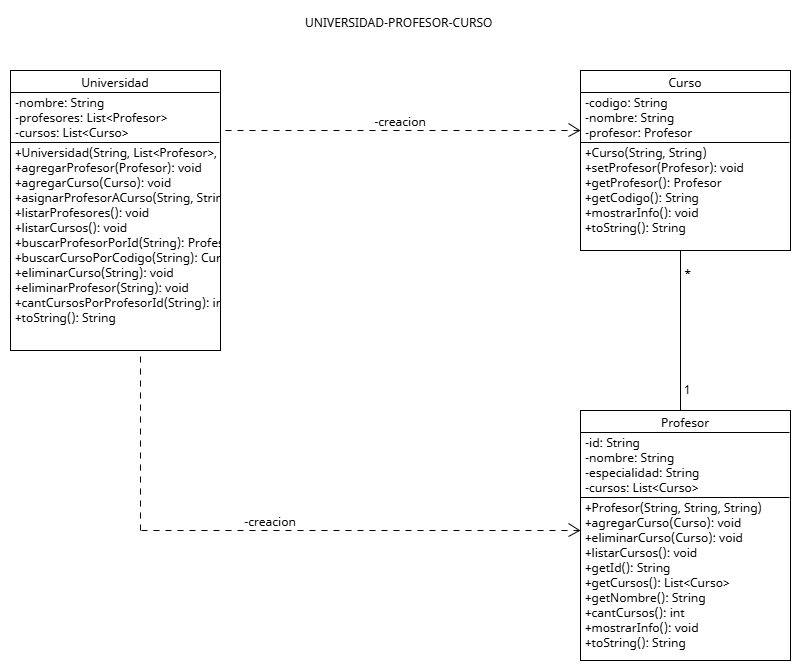 UNIVERSIDAD-PROFESOR-CURSO
Universidad
-nombre: String
-profesores: List<Profesor>
-cursos: List<Curso>
+Universidad(String, List<Profesor>,
+agregarProfesor(Profesor): void
+agregarCurso(Curso): void
+asignarProfesorACurso(String, Strin
+listarProfesores(): void
+listarCursos(): void
+buscarProfesorPorId(String): Profes
+buscarCursoPorCodigo(String): Cur
+eliminarCurso(String): void
+eliminarProfesor(String): void
+cantCursosPorProfesorId(String): in
+toString(): String
-creacion
Curso
-codigo: String
-nombre: String
-profesor: Profesor
+Curso(String, String)
+setProfesor(Profesor): void
+getProfesor(): Profesor
+getCodigo(): String
+mostrarInfo(): void
+toString(): String
*
1
-creacion
Profesor
-id: String
-nombre: String
-especialidad: String
-cursos: List<Curso>
+Profesor(String, String, String)
+agregarCurso(Curso): void
+eliminarCurso(Curso): void
+listarCursos(): void
+getId(): String
+getCursos(): List<Curso>
+getNombre(): String
+cantCursos(): int
+mostrarInfo(): void
+toString(): String